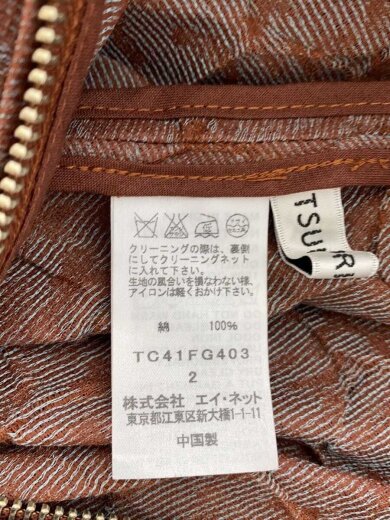 クリーニングの際は、裏側
にしてクリーニングネット
に入れて下さい。
生地の風合いを損なわない様、
アイロンは軽くおかけ下さい。
綿 100%
TC41FG403
2
株式会社 エイ・ネット
東京都江東区新大橋1-1-11
中国製